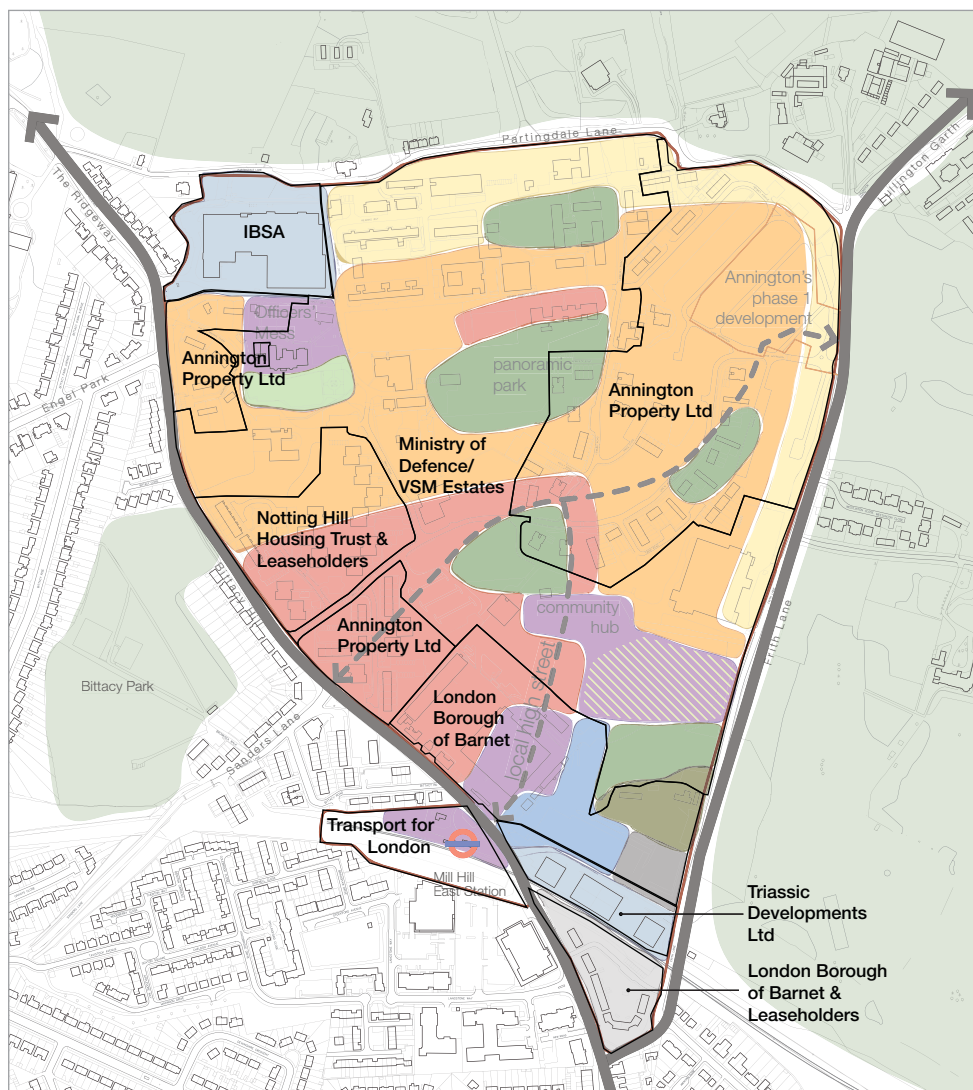 Partingdale Lane
The Ridgeway
IBSA
Annington's
phase 1
development
Officers'
Mess
Annington
Property Ltd
Engel Park
panoramic
park
Annington
Property Ltd
Ministry of
Defence/
VSM Estates
Notting Hill
Housing Trust &
Leaseholders
community
hub
Frith Lane
Annington
Property Ltd
Bittacy Park
London
Borough
of Barnet
local high street
Sanders Lane
Transport for
London
Mill Hill
East Station
Triassic
Developments
Ltd
London Borough
of Barnet &
Leaseholders